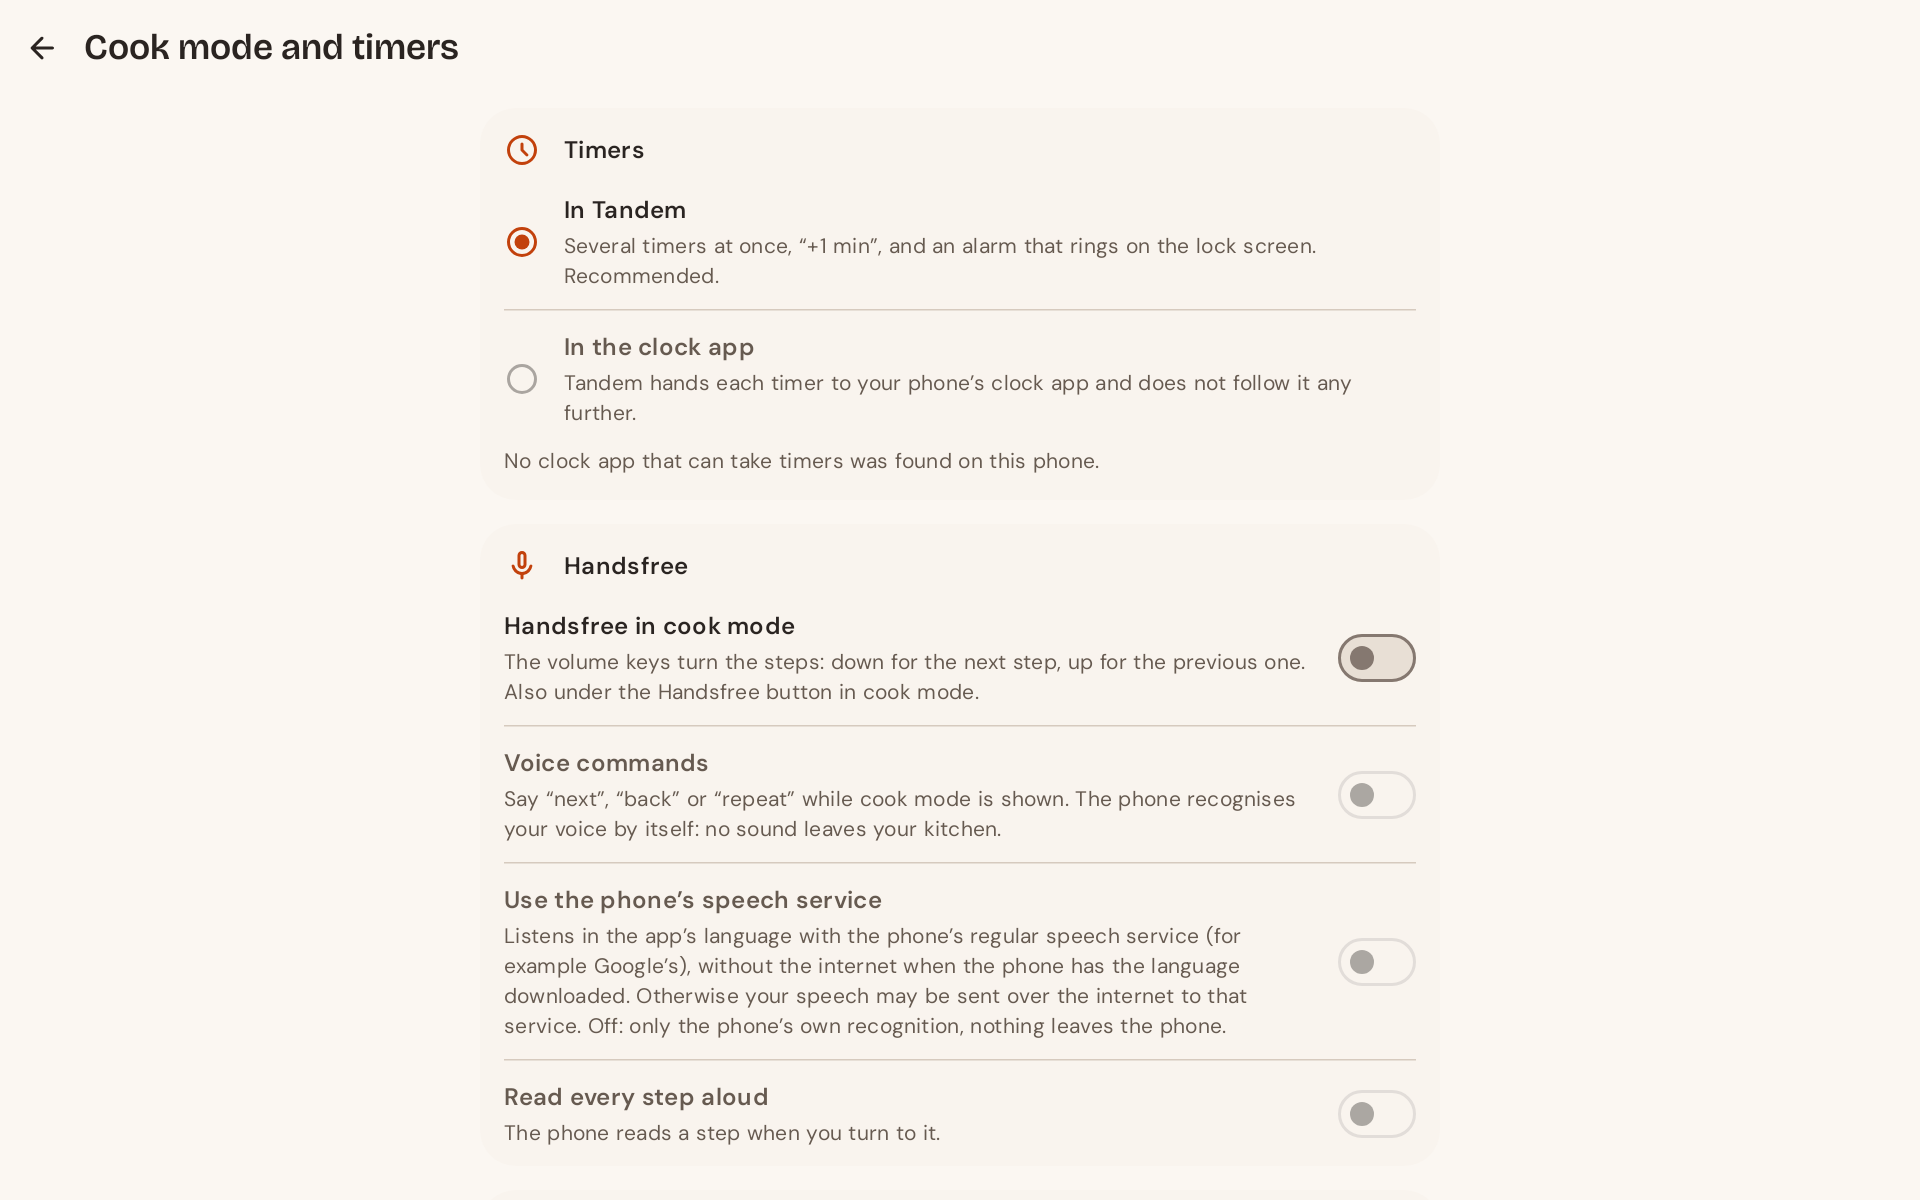 Cook mode and timers
Timers
In Tandem
Several timers at once, “+1 min”, and an alarm that rings on the lock screen.
Recommended.
In the clock app
Tandem hands each timer to your phone’s clock app and does not follow it any
further.
No clock app that can take timers was found on this phone.
Handsfree
Handsfree in cook mode
The volume keys turn the steps: down for the next step, up for the previous one.
Also under the Handsfree button in cook mode.
Voice commands
Say “next”, “back” or “repeat” while cook mode is shown. The phone recognises
your voice by itself: no sound leaves your kitchen.
Use the phone’s speech service
Listens in the app’s language with the phone’s regular speech service (for
example Google’s), without the internet when the phone has the language
downloaded. Otherwise your speech may be sent over the internet to that
service. Off: only the phone’s own recognition, nothing leaves the phone.
Read every step aloud
The phone reads a step when you turn to it.